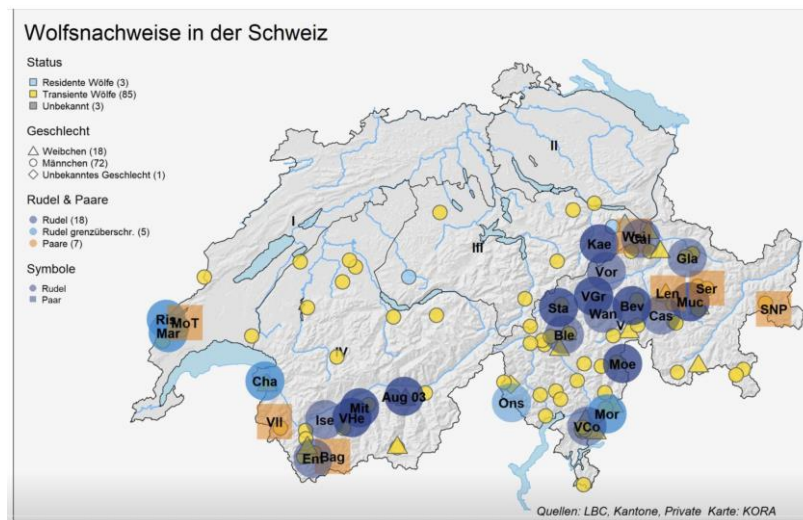 Wolfsnachweise in der Schweiz
Status
Residente Wölfe (3)
Transiente Wölfe (85)
Unbekannt (3)
Geschlecht
Weibchen (18)
Männchen (72)
Unbekanntes Geschlecht (1)
Rudel & Paare
Rudel (18)
Rudel grenzüberschr. (5)
Paare (7)
Symbole
Rudel
Paar
II
I
III
IV
V
Kae
Gla
Vor
Ser
Len
VGr
Bev
Muc
SNP
Sta
Wan
Cas
Ris
MoT
Mar
Ble
Moe
Cha
Aug 03
Ons
Mit
Mor
VHe
Ise
VII
VCo
Ent
Bag
Quellen: LBC, Kantone, Private Karte: KORA